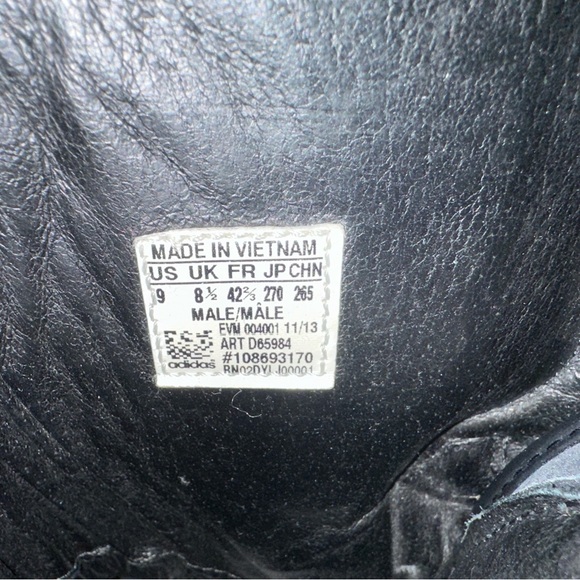 MADE IN VIETNAM
US UK FR JP CHN
9 8½ 42⅔ 270 265
MALE/MÂLE
EVM 004001 11/13
ART D65984
#108693170
adidas
RN02DYLJ00001